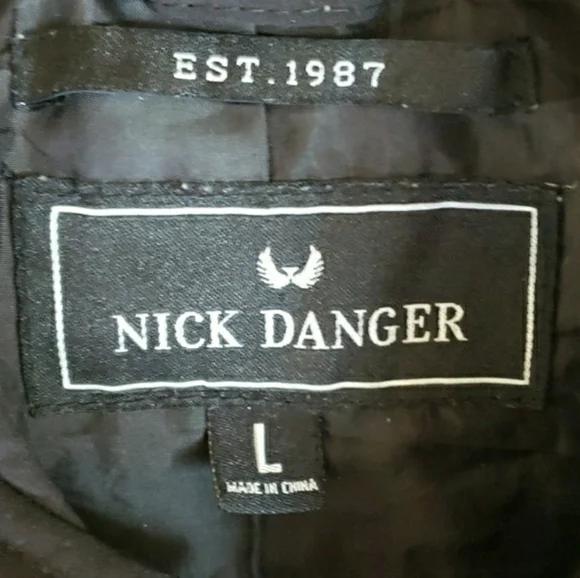 EST.1987
NICK DANGER
L
MADE IN CHINA